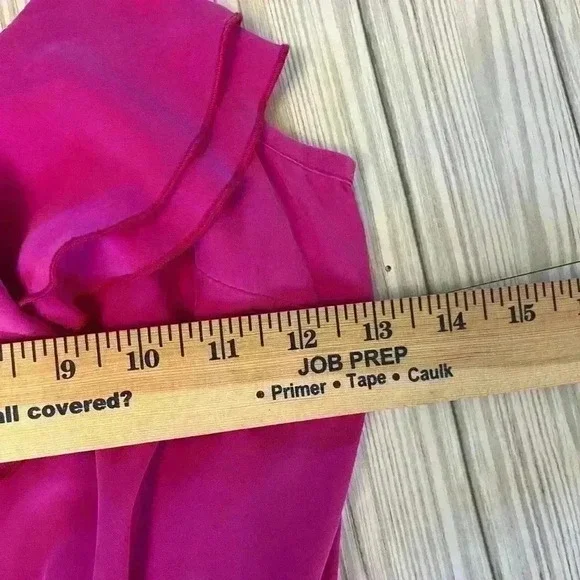 9 10 11 12 13 14 15
JOB PREP
all covered? • Primer • Tape • Caulk